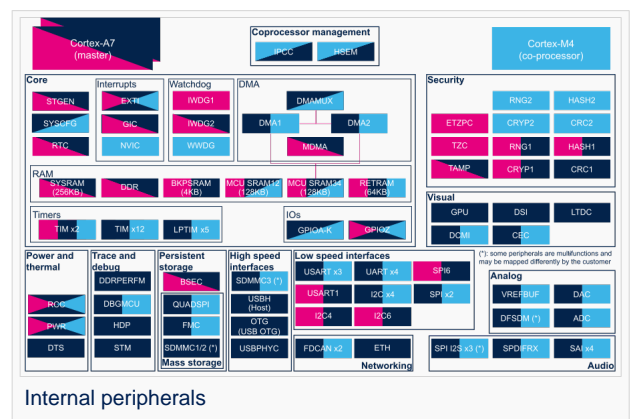 Cortex-A7
(master)
Coprocessor management
IPCC
HSEM
Cortex-M4
(co-processor)
Core
STGEN
SYSCFG
RTC
Interrupts
EXTI
GIC
NVIC
Watchdog
IWDG1
IWDG2
WWDG
DMA
DMAMUX
DMA1
DMA2
MDMA
Security
RNG2
HASH2
ETZPC
CRYP2
CRC2
TZC
RNG1
HASH1
TAMP
CRYP1
CRC1
RAM
SYSRAM
(256KB)
DDR
BKPSRAM
(4KB)
MCU SRAM12
(128KB)
MCU SRAM34
(128KB)
RETRAM
(64KB)
Timers
TIM x2
TIM x12
LPTIM x5
IOs
GPIOA-K
GPIOZ
Visual
GPU
DSI
LTDC
DCMI
CEC
(*): some peripherals are multifunctions and
may be mapped differently by the customer
Power and
thermal
RCC
PWR
DTS
Trace and
debug
DDRPERFM
DBGMCU
HDP
STM
Persistent
storage
BSEC
QUADSPI
FMC
SDMMC1/2 (*)
Mass storage
High speed
interfaces
SDMMC3 (*)
USBH
(Host)
OTG
(USB OTG)
USBPHYC
Low speed interfaces
USART x3
UART x4
SPI6
USART1
I2C x4
SPI x2
I2C4
I2C6
FDCAN x2
ETH
Networking
Analog
VREFBUF
DAC
DFSDM (*)
ADC
SPI I2S x3 (*)
SPDIFRX
SAI x4
Audio
Internal peripherals